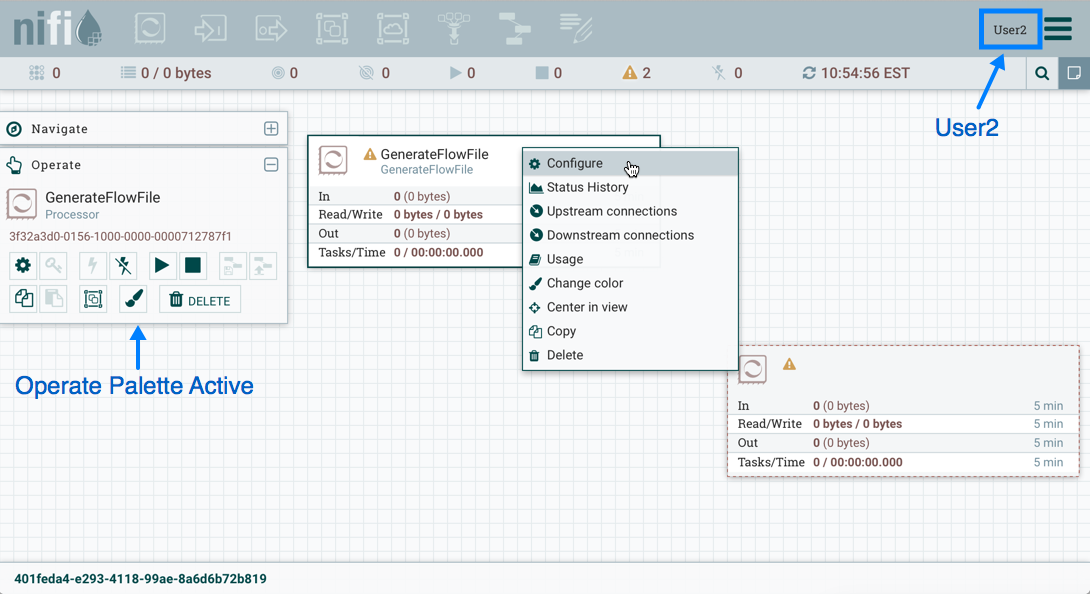 nifi
User2
0
0 / 0 bytes
0
0
0
0
2
0
10:54:56 EST
User2
Navigate
Operate
GenerateFlowFile
Processor
3f32a3d0-0156-1000-0000-0000712787f1
DELETE
Operate Palette Active
GenerateFlowFile
GenerateFlowFile
In 0 (0 bytes)
Read/Write 0 bytes / 0 bytes
Out 0 (0 bytes)
Tasks/Time 0 / 00:00:00.000
Configure
Status History
Upstream connections
Downstream connections
Usage
Change color
Center in view
Copy
Delete
In 0 (0 bytes) 5 min
Read/Write 0 bytes / 0 bytes 5 min
Out 0 (0 bytes) 5 min
Tasks/Time 0 / 00:00:00.000 5 min
401feda4-e293-4118-99ae-8a6d6b72b819